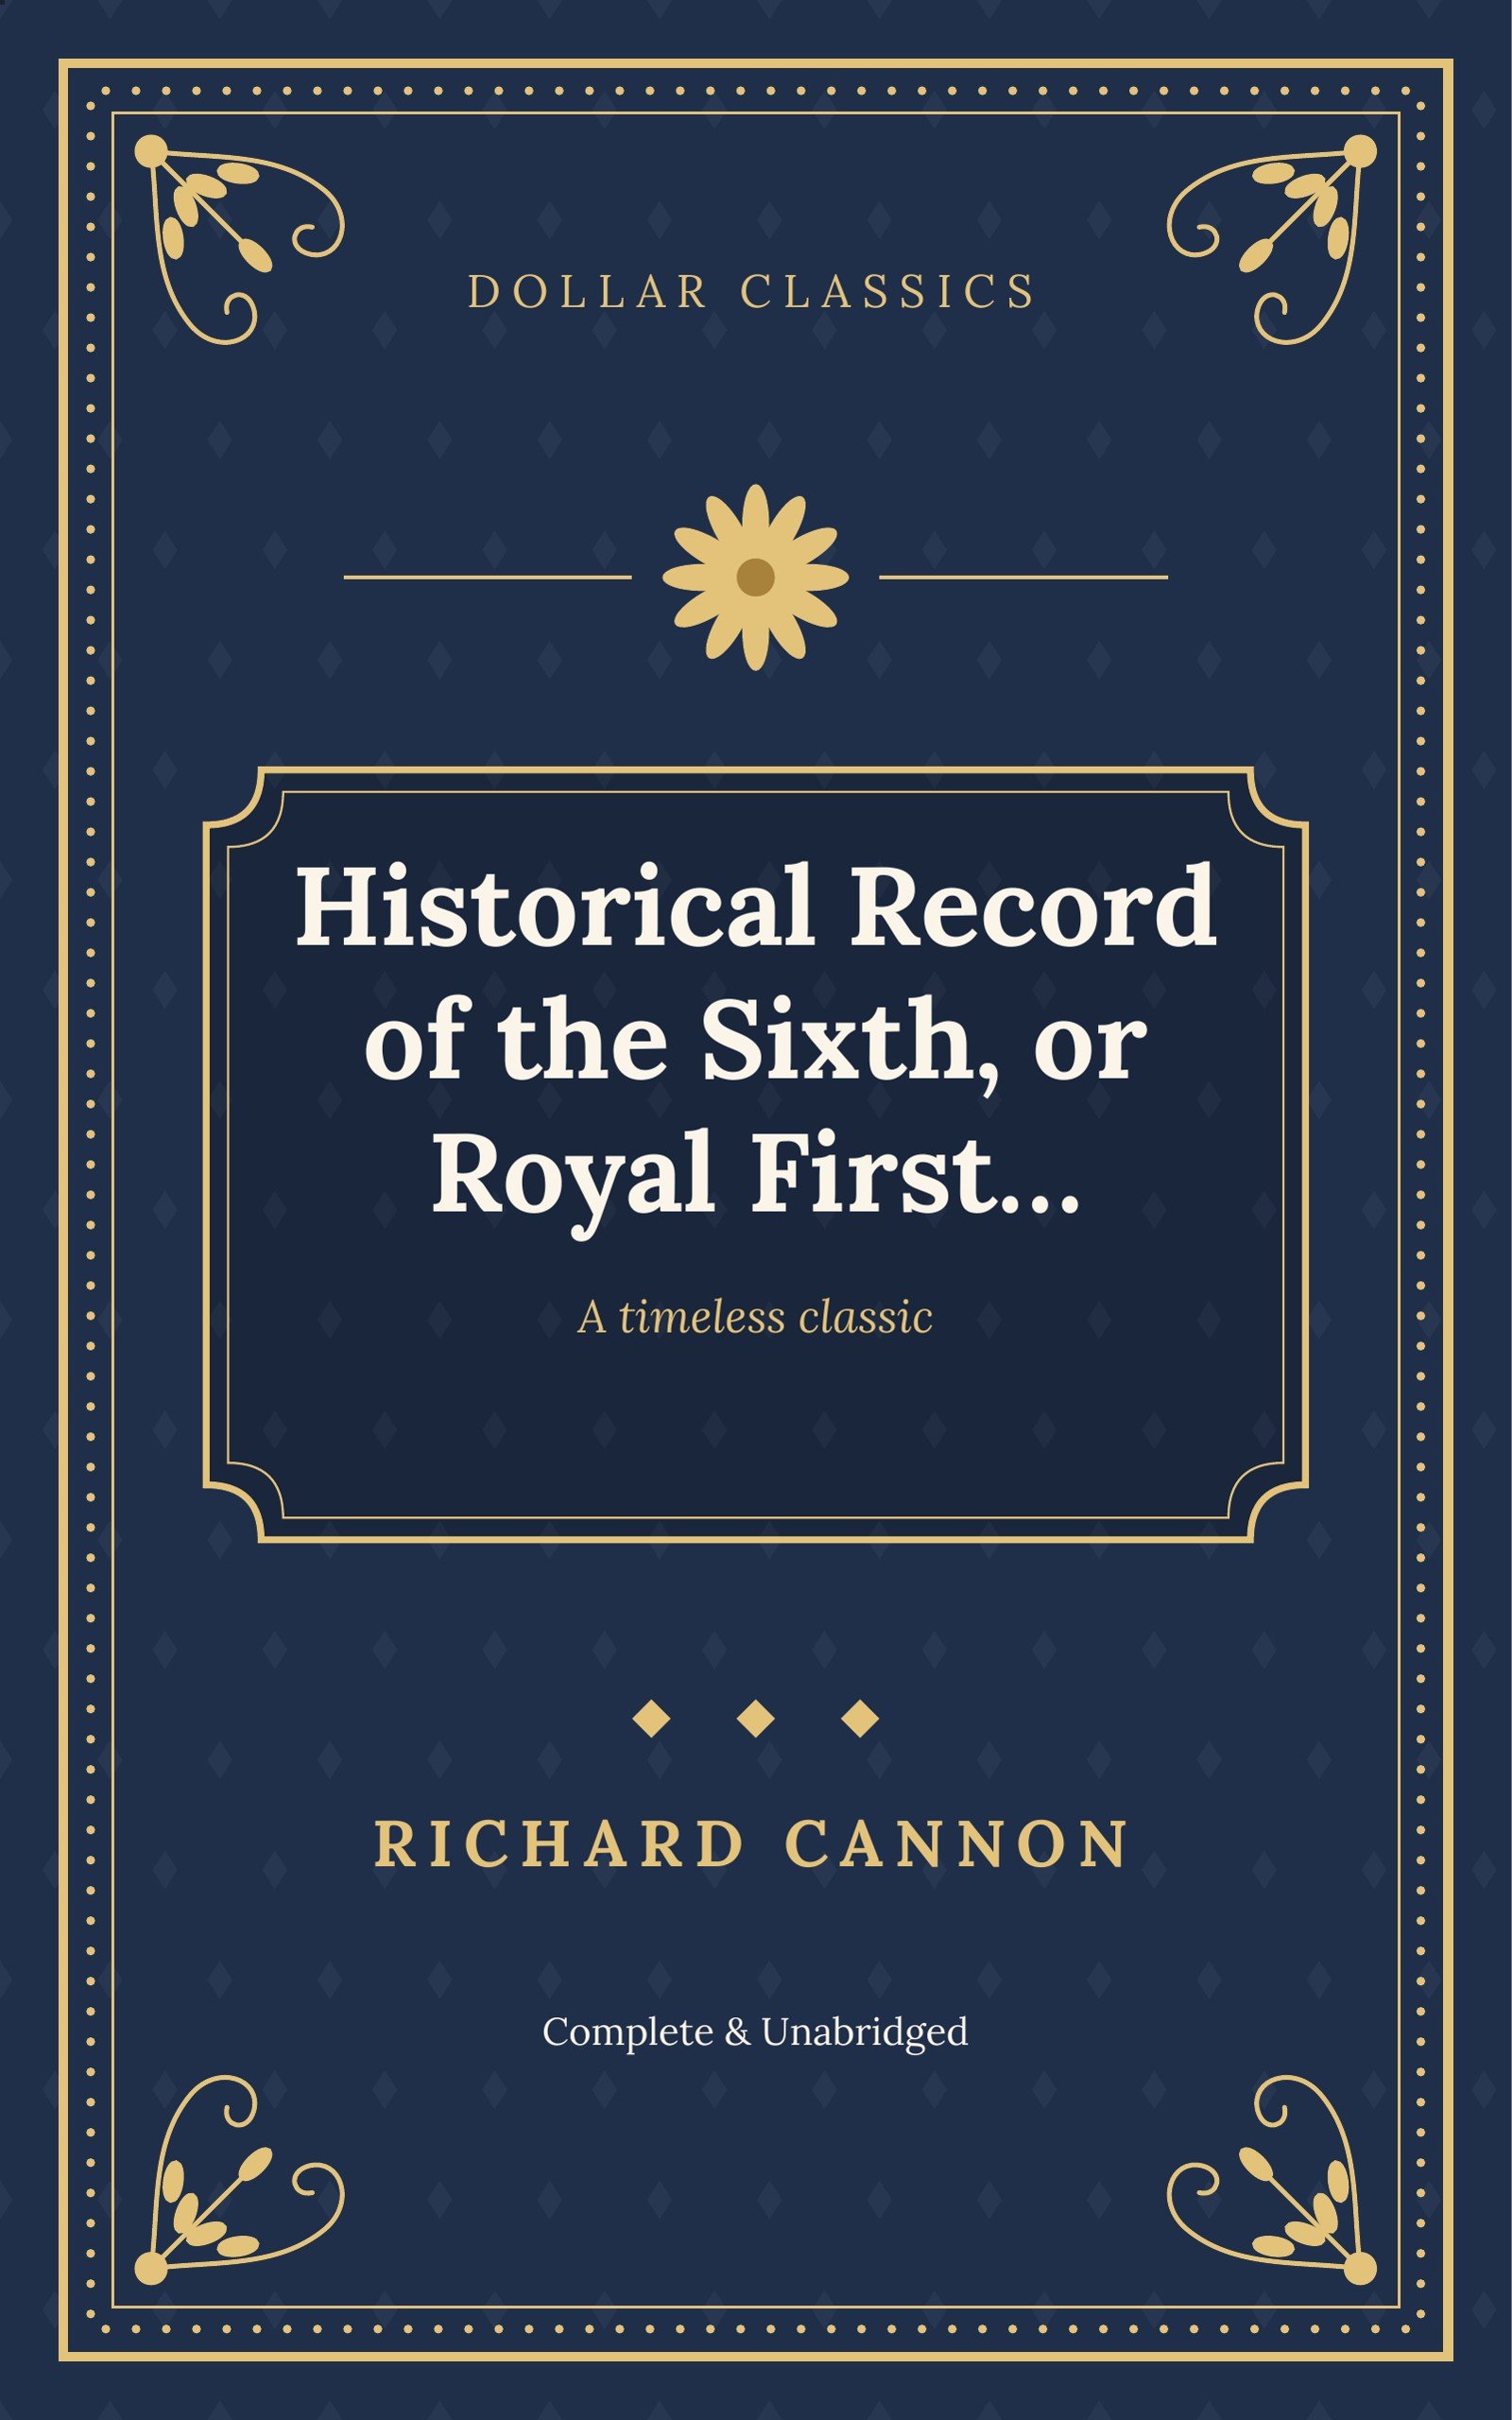 DOLLAR CLASSICS
Historical Record
of the Sixth, or
Royal First...
A timeless classic
RICHARD CANNON
Complete & Unabridged